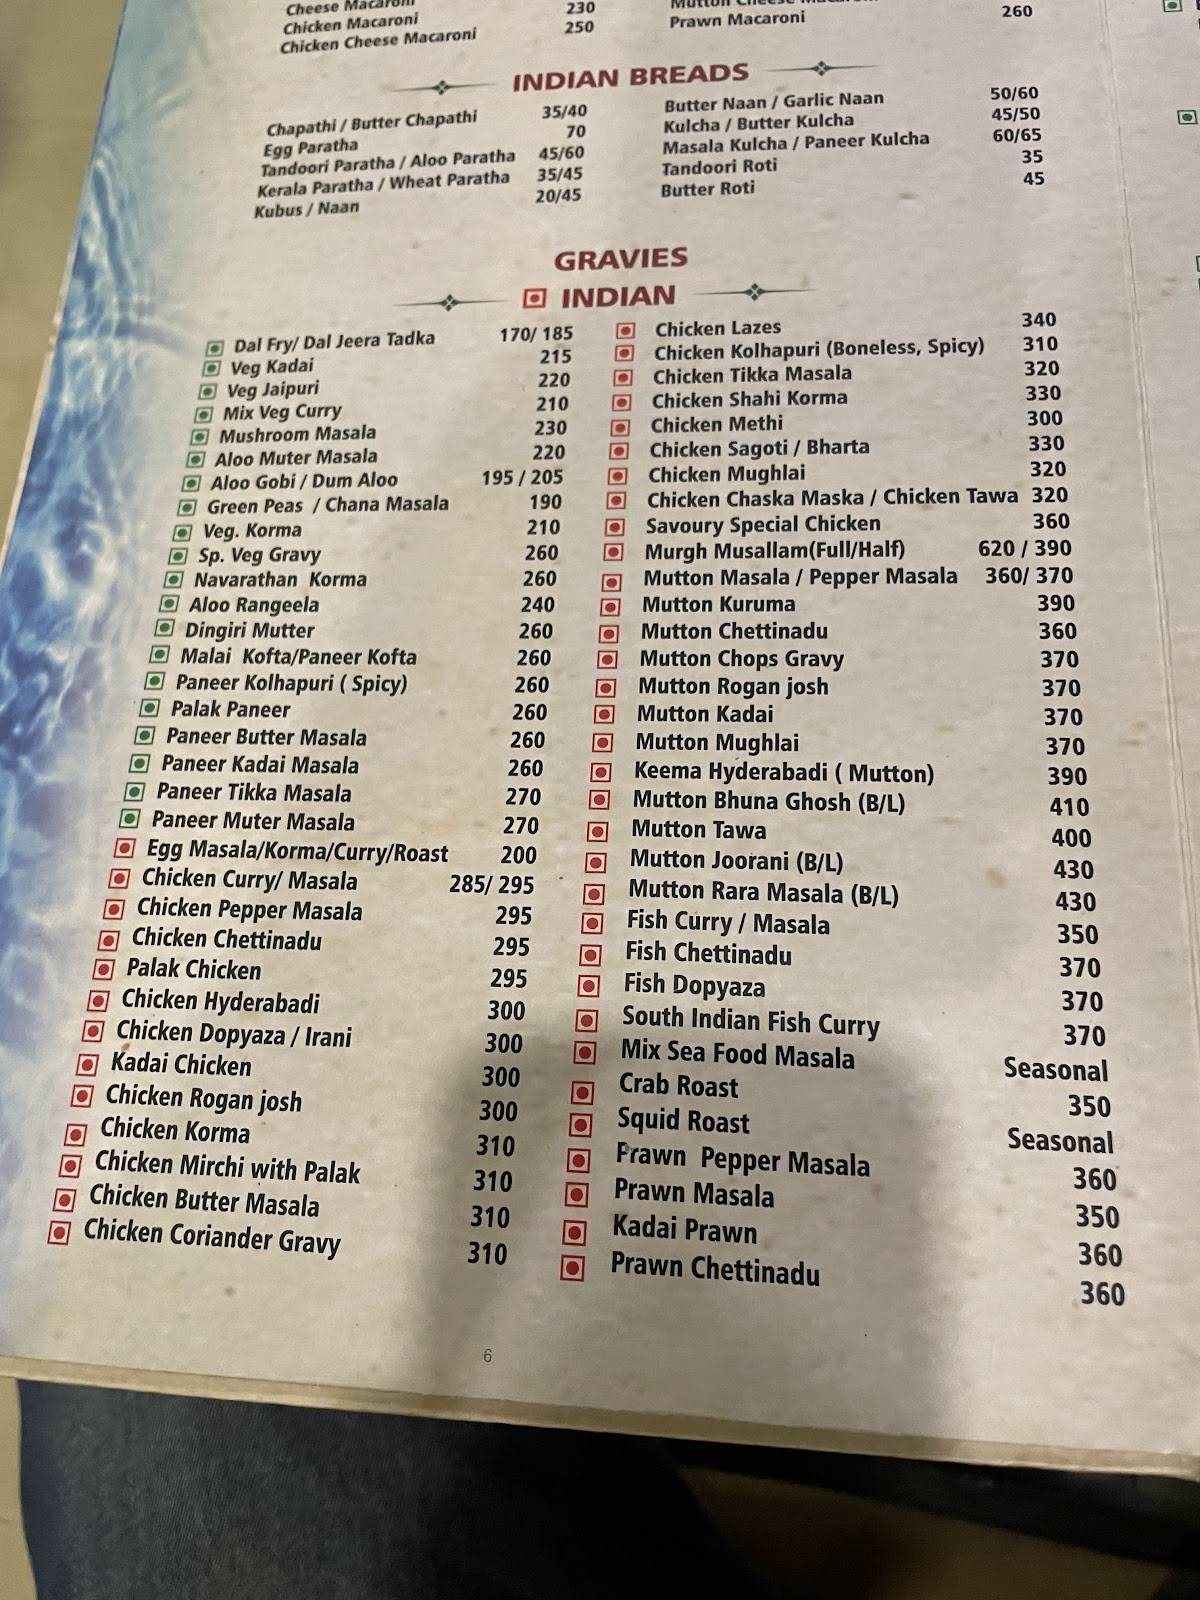 Cheese Macaroni 230
Chicken Macaroni 250
Chicken Cheese Macaroni
Prawn Macaroni 260
INDIAN BREADS
Chapathi / Butter Chapathi 35/40
Egg Paratha 70
Tandoori Paratha / Aloo Paratha 45/60
Kerala Paratha / Wheat Paratha 35/45
Kubus / Naan 20/45
Butter Naan / Garlic Naan 50/60
Kulcha / Butter Kulcha 45/50
Masala Kulcha / Paneer Kulcha 60/65
Tandoori Roti 35
Butter Roti 45
GRAVIES
INDIAN
Dal Fry/ Dal Jeera Tadka 170/ 185
Veg Kadai 215
Veg Jaipuri 220
Mix Veg Curry 210
Mushroom Masala 230
Aloo Muter Masala 220
Aloo Gobi / Dum Aloo 195 / 205
Green Peas / Chana Masala 190
Veg. Korma 210
Sp. Veg Gravy 260
Navarathan Korma 260
Aloo Rangeela 240
Dingiri Mutter 260
Malai Kofta/Paneer Kofta 260
Paneer Kolhapuri ( Spicy) 260
Palak Paneer 260
Paneer Butter Masala 260
Paneer Kadai Masala 260
Paneer Tikka Masala 270
Paneer Muter Masala 270
Egg Masala/Korma/Curry/Roast 200
Chicken Curry/ Masala 285/ 295
Chicken Pepper Masala 295
Chicken Chettinadu 295
Palak Chicken 295
Chicken Hyderabadi 300
Chicken Dopyaza / Irani 300
Kadai Chicken 300
Chicken Rogan josh 300
Chicken Korma 310
Chicken Mirchi with Palak 310
Chicken Butter Masala 310
Chicken Coriander Gravy 310
Chicken Lazes 340
Chicken Kolhapuri (Boneless, Spicy) 310
Chicken Tikka Masala 320
Chicken Shahi Korma 330
Chicken Methi 300
Chicken Sagoti / Bharta 330
Chicken Mughlai 320
Chicken Chaska Maska / Chicken Tawa 320
Savoury Special Chicken 360
Murgh Musallam(Full/Half) 620 / 390
Mutton Masala / Pepper Masala 360/ 370
Mutton Kuruma 390
Mutton Chettinadu 360
Mutton Chops Gravy 370
Mutton Rogan josh 370
Mutton Kadai 370
Mutton Mughlai 370
Keema Hyderabadi ( Mutton) 390
Mutton Bhuna Ghosh (B/L) 410
Mutton Tawa 400
Mutton Joorani (B/L) 430
Mutton Rara Masala (B/L) 430
Fish Curry / Masala 350
Fish Chettinadu 370
Fish Dopyaza 370
South Indian Fish Curry 370
Mix Sea Food Masala Seasonal
Crab Roast 350
Squid Roast Seasonal
Prawn Pepper Masala 360
Prawn Masala 350
Kadai Prawn 360
Prawn Chettinadu 360
6